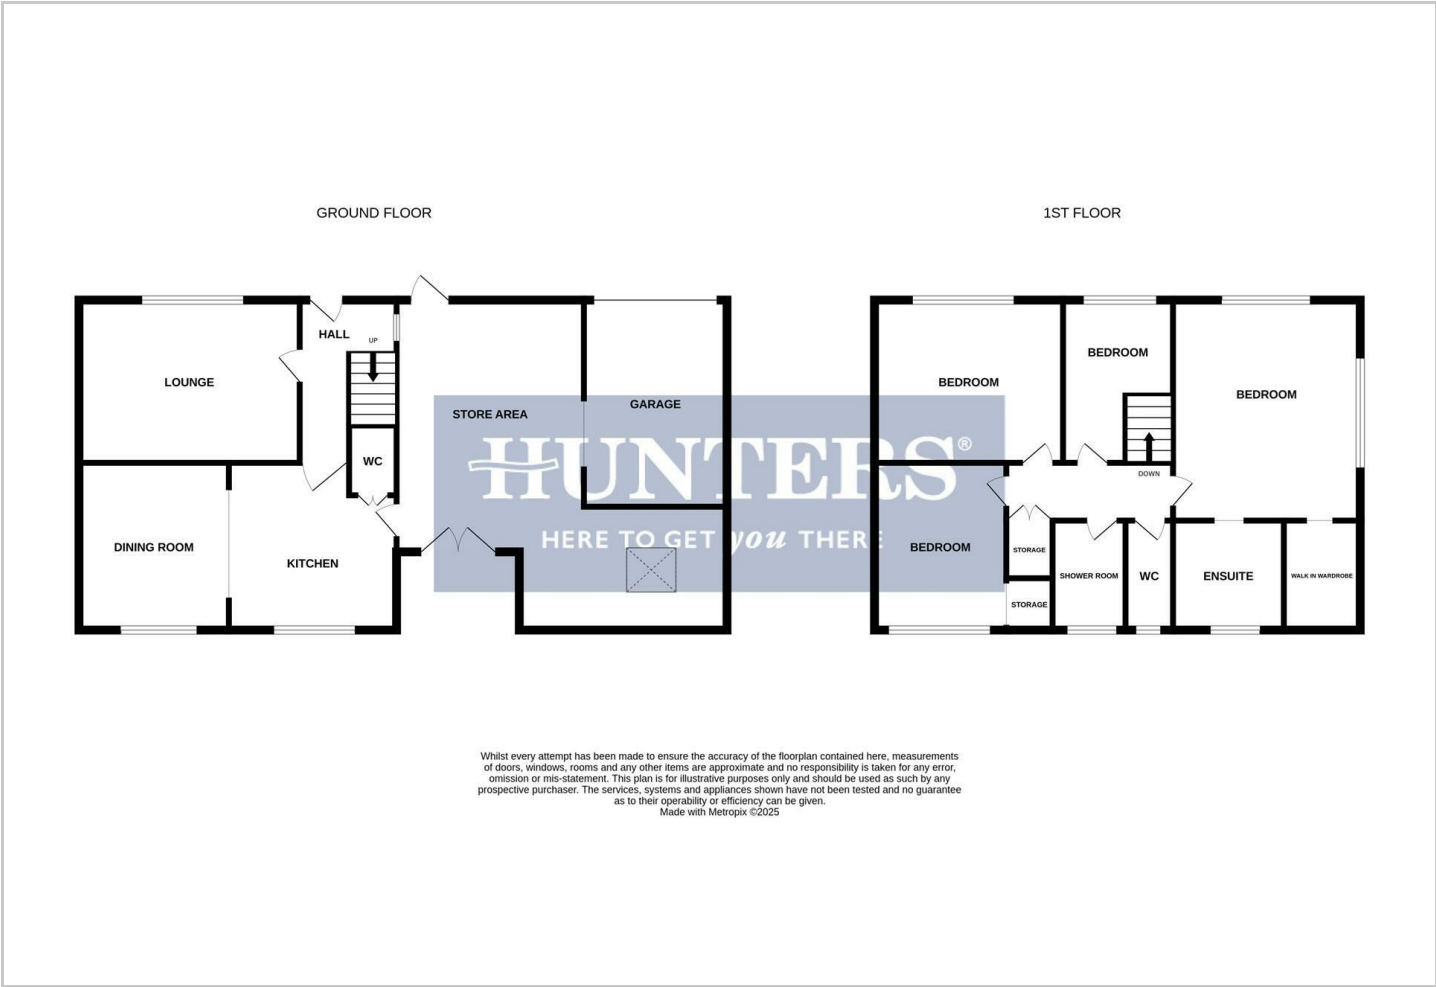 GROUND FLOOR
1ST FLOOR
HALL
UP
LOUNGE
STORE AREA
GARAGE
WC
DINING ROOM
KITCHEN
BEDROOM
BEDROOM
BEDROOM
DOWN
BEDROOM
STORAGE
STORAGE
SHOWER ROOM
WC
ENSUITE
WALK IN WARDROBE
HUNTERS®
HERE TO GET you THERE
Whilst every attempt has been made to ensure the accuracy of the floorplan contained here, measurements
of doors, windows, rooms and any other items are approximate and no responsibility is taken for any error,
omission or mis-statement. This plan is for illustrative purposes only and should be used as such by any
prospective purchaser. The services, systems and appliances shown have not been tested and no guarantee
as to their operability or efficiency can be given.
Made with Metropix ©2025